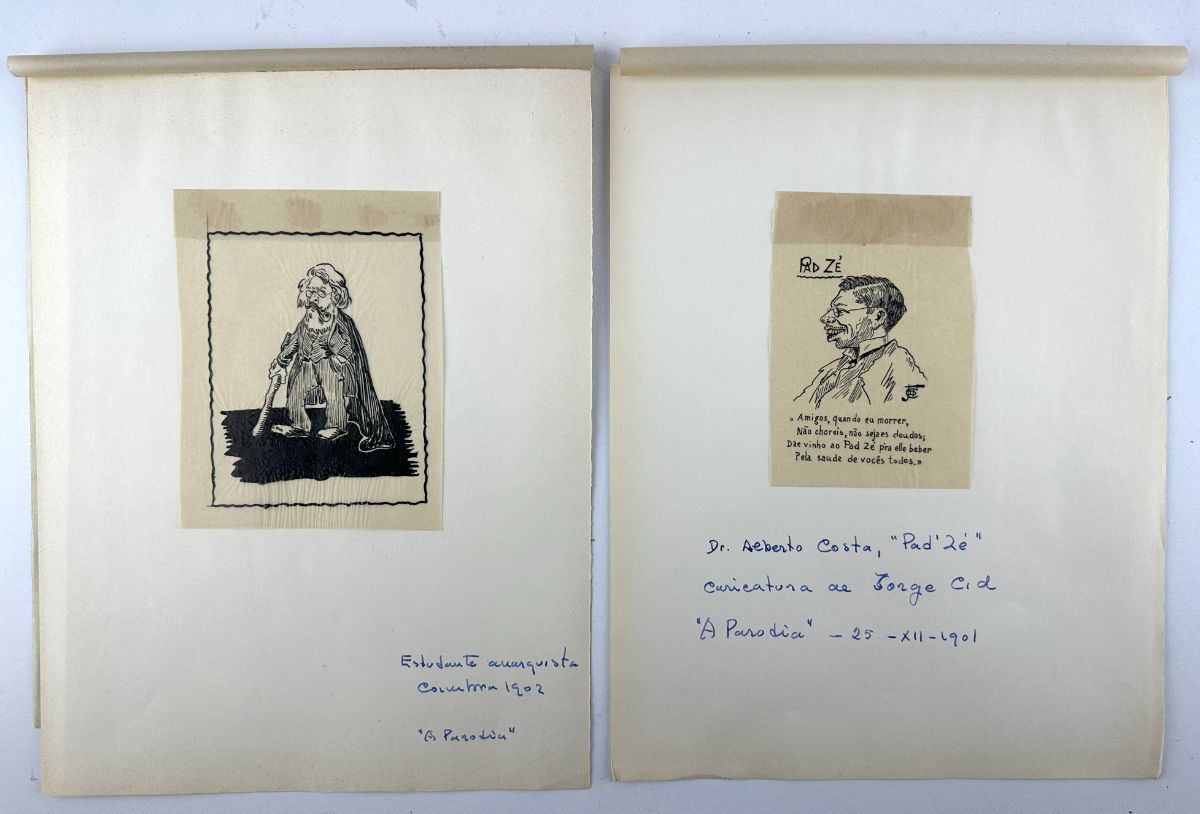 Estudante anarquista
Coimbra 1902
"A Parodia"
PAD ZÉ
«Amigos, quando eu morrer,
Não choreis, não sejaes doudos;
Dae vinho ao Pad Zé p'ra elle beber
Pela saude de vocês todos.»
Dr. Alberto Costa, "Pad'Zé"
caricatura de Jorge Cid
"A Parodia" - 25 - XII - 1901